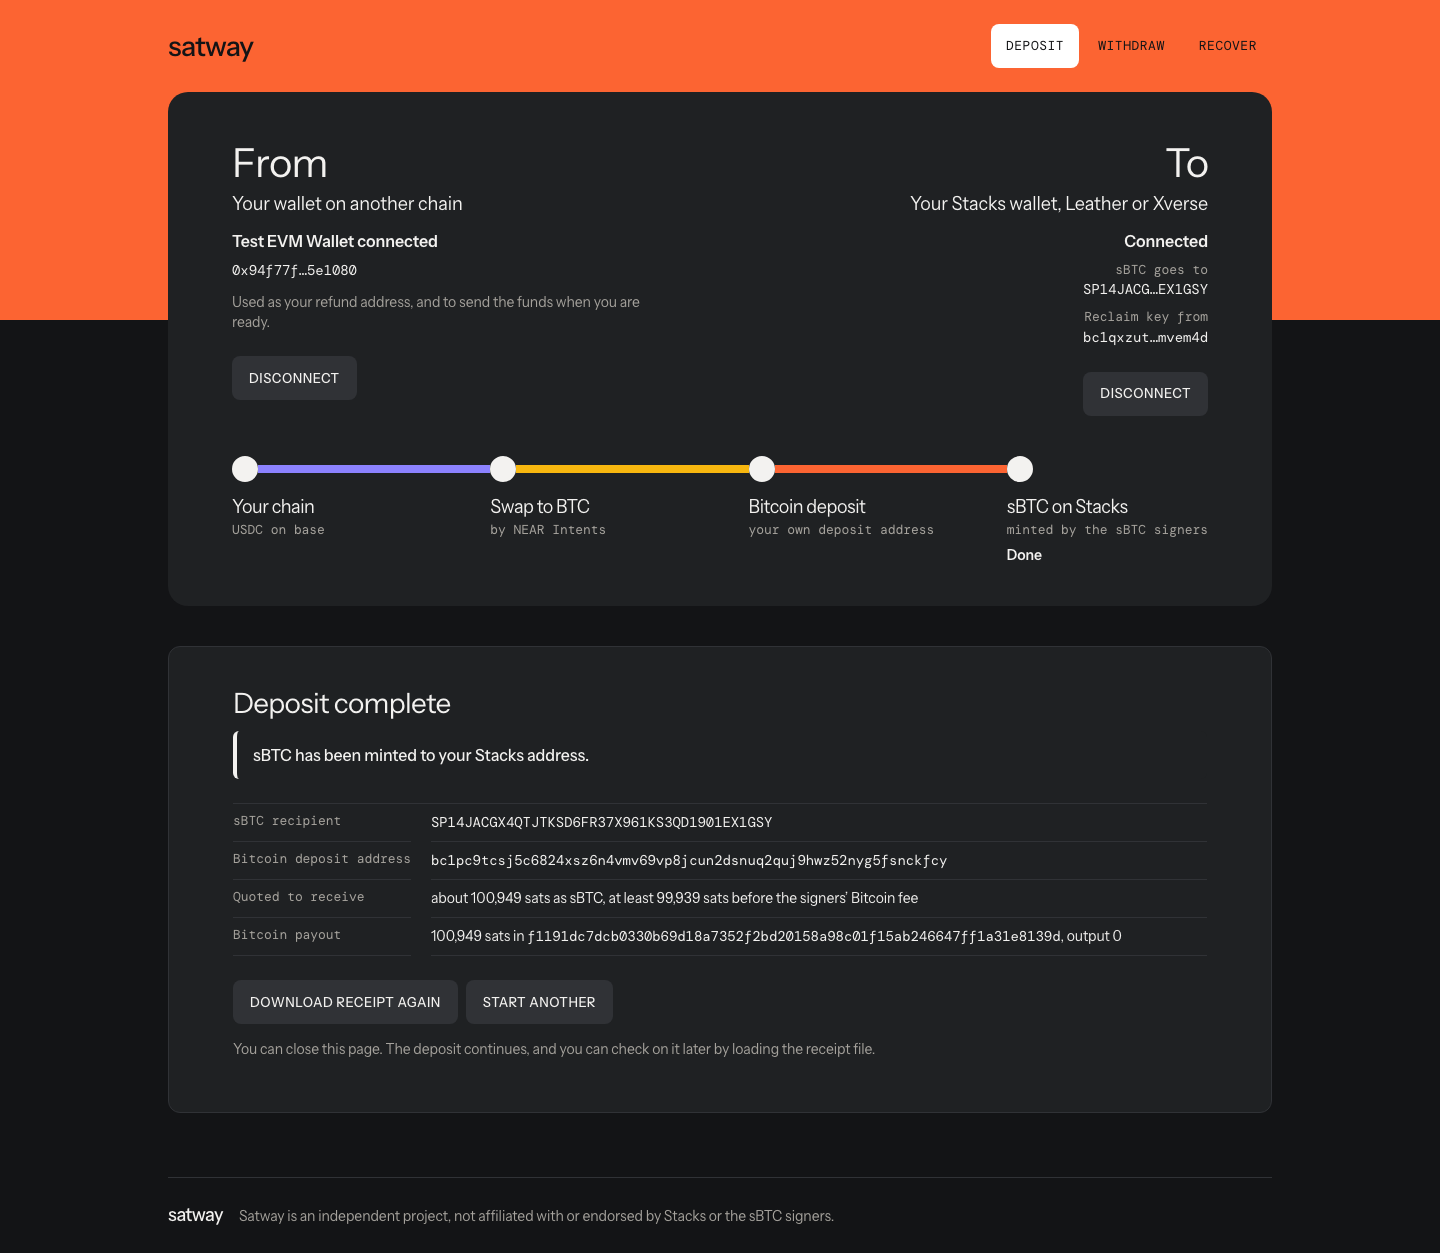 satway
DEPOSIT
WITHDRAW
RECOVER
From
Your wallet on another chain
Test EVM Wallet connected
0x94f77f…5e1080
Used as your refund address, and to send the funds when you are
ready.
DISCONNECT
To
Your Stacks wallet, Leather or Xverse
Connected
sBTC goes to
SP14JACG…EX1GSY
Reclaim key from
bc1qxzut…mvem4d
DISCONNECT
Your chain
USDC on base
Swap to BTC
by NEAR Intents
Bitcoin deposit
your own deposit address
sBTC on Stacks
minted by the sBTC signers
Done
Deposit complete
sBTC has been minted to your Stacks address.
sBTC recipient SP14JACGX4QTJTKSD6FR37X961KS3QD1901EX1GSY
Bitcoin deposit address bc1pc9tcsj5c6824xsz6n4vmv69vp8jcun2dsnuq2quj9hwz52nyg5fsnckfcy
Quoted to receive about 100,949 sats as sBTC, at least 99,939 sats before the signers’ Bitcoin fee
Bitcoin payout 100,949 sats in f1191dc7dcb0330b69d18a7352f2bd20158a98c01f15ab246647ff1a31e8139d, output 0
DOWNLOAD RECEIPT AGAIN
START ANOTHER
You can close this page. The deposit continues, and you can check on it later by loading the receipt file.
satway
Satway is an independent project, not affiliated with or endorsed by Stacks or the sBTC signers.